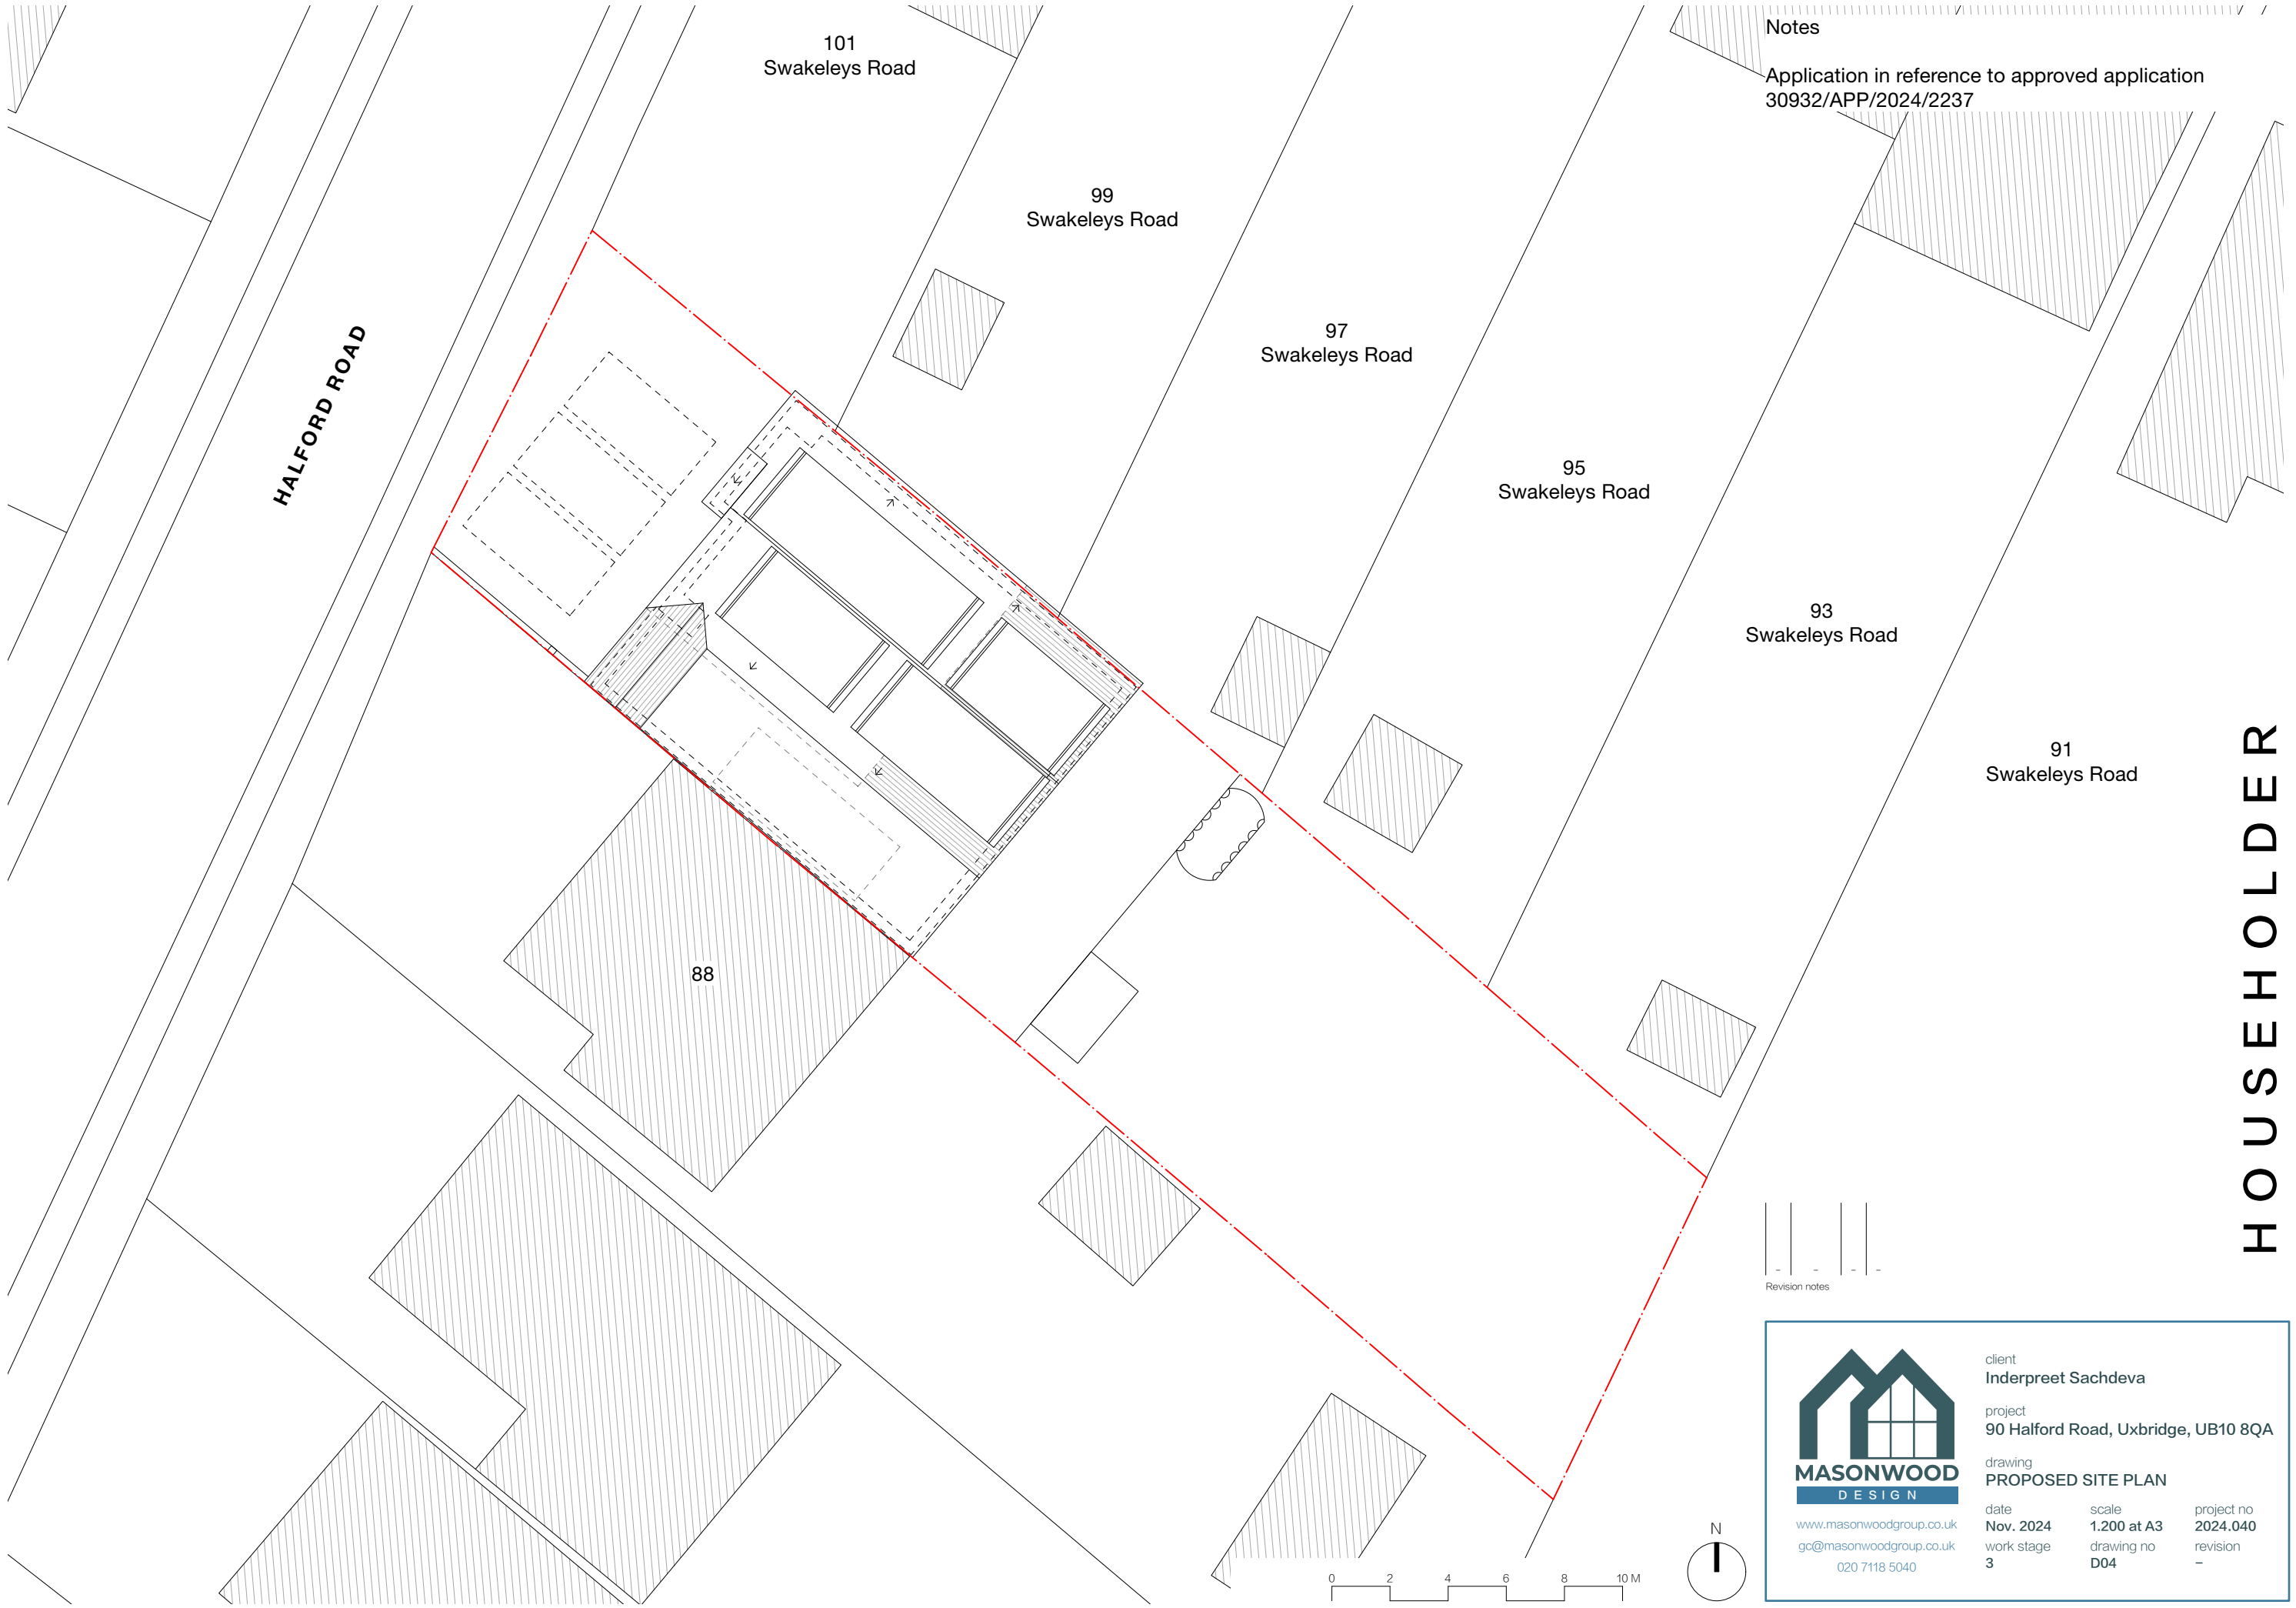 Notes
Application in reference to approved application
30932/APP/2024/2237
101
Swakeleys Road
99
Swakeleys Road
97
Swakeleys Road
95
Swakeleys Road
93
Swakeleys Road
91
Swakeleys Road
HALFORD ROAD
88
HOUSEHOLDER
Revision notes
0 2 4 6 8 10 M
N
MASONWOOD
DESIGN
www.masonwoodgroup.co.uk
gc@masonwoodgroup.co.uk
020 7118 5040
client
Inderpreet Sachdeva
project
90 Halford Road, Uxbridge, UB10 8QA
drawing
PROPOSED SITE PLAN
date scale project no
Nov. 2024 1.200 at A3 2024.040
work stage drawing no revision
3 D04 –